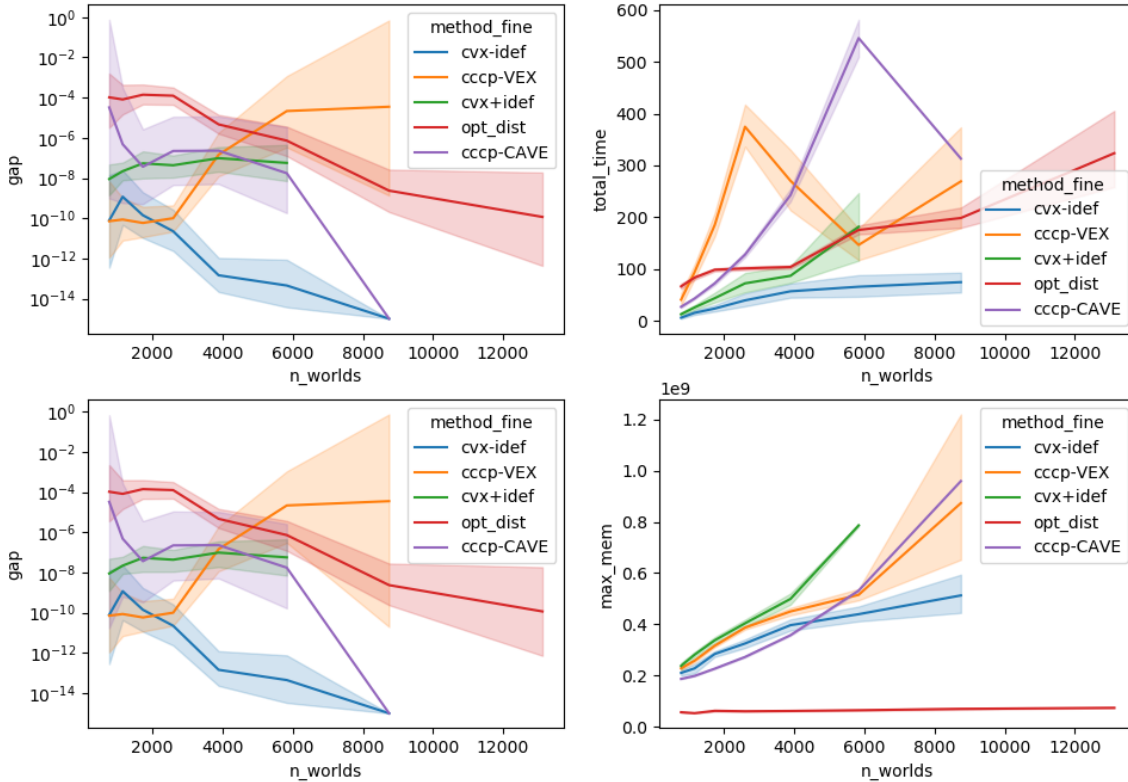 10^0
10^-2
10^-4
10^-6
10^-8
10^-10
10^-12
10^-14
gap
2000 4000 6000 8000 10000 12000
n_worlds
method_fine
cvx-idef
cccp-VEX
cvx+idef
opt_dist
cccp-CAVE
600
500
400
300
200
100
0
total_time
2000 4000 6000 8000 10000 12000
n_worlds
method_fine
cvx-idef
cccp-VEX
cvx+idef
opt_dist
cccp-CAVE
10^0
10^-2
10^-4
10^-6
10^-8
10^-10
10^-12
10^-14
gap
2000 4000 6000 8000 10000 12000
n_worlds
method_fine
cvx-idef
cccp-VEX
cvx+idef
opt_dist
cccp-CAVE
1e9
1.2
1.0
0.8
0.6
0.4
0.2
0.0
max_mem
2000 4000 6000 8000 10000 12000
n_worlds
method_fine
cvx-idef
cccp-VEX
cvx+idef
opt_dist
cccp-CAVE